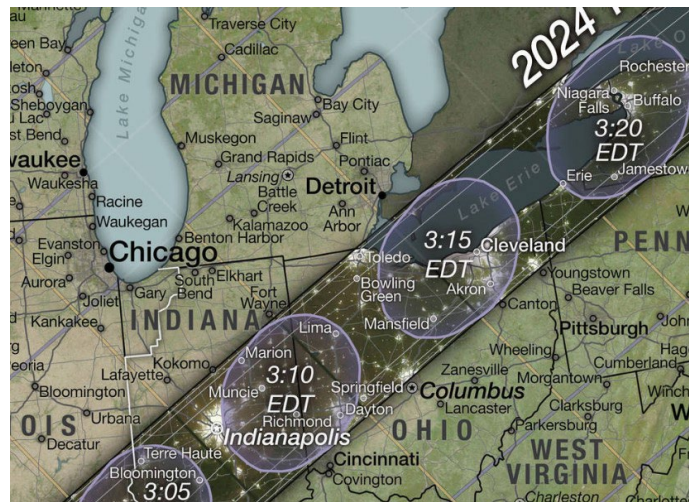 Traverse City
Cadillac
Green Bay
2024
Lake Michigan
MICHIGAN
Bay City
Saginaw
Sheboygan
Muskegon
Flint
Grand Rapids
Pontiac
Lansing
Waukesha
Battle
Creek
Detroit
Racine
Ann
Arbor
Waukegan
Kalamazoo
Evanston
Benton Harbor
Elgin
Chicago
South
Bend
Elkhart
Toledo
Aurora
Gary
Joliet
Fort
Wayne
Bowling
Green
INDIANA
Kankakee
Lima
Mansfield
Marion
Kokomo
Lafayette
3:10
EDT
Muncie
Springfield
Columbus
Bloomington
Dayton
Richmond
Urbana
Indianapolis
OIS
Decatur
OHIO
Terre Haute
Bloomington
3:05
Cincinnati
Covington
Lake Erie
3:15
EDT
Cleveland
Akron
Canton
Rochester
Niagara
Falls
Buffalo
3:20
EDT
Erie
Jamestown
PENN
Youngstown
Beaver Falls
Pittsburgh
Wheeling
Zanesville
Lancaster
Morgantown
Cumberland
Clarksburg
Parkersburg
WEST
VIRGINIA
Charleston